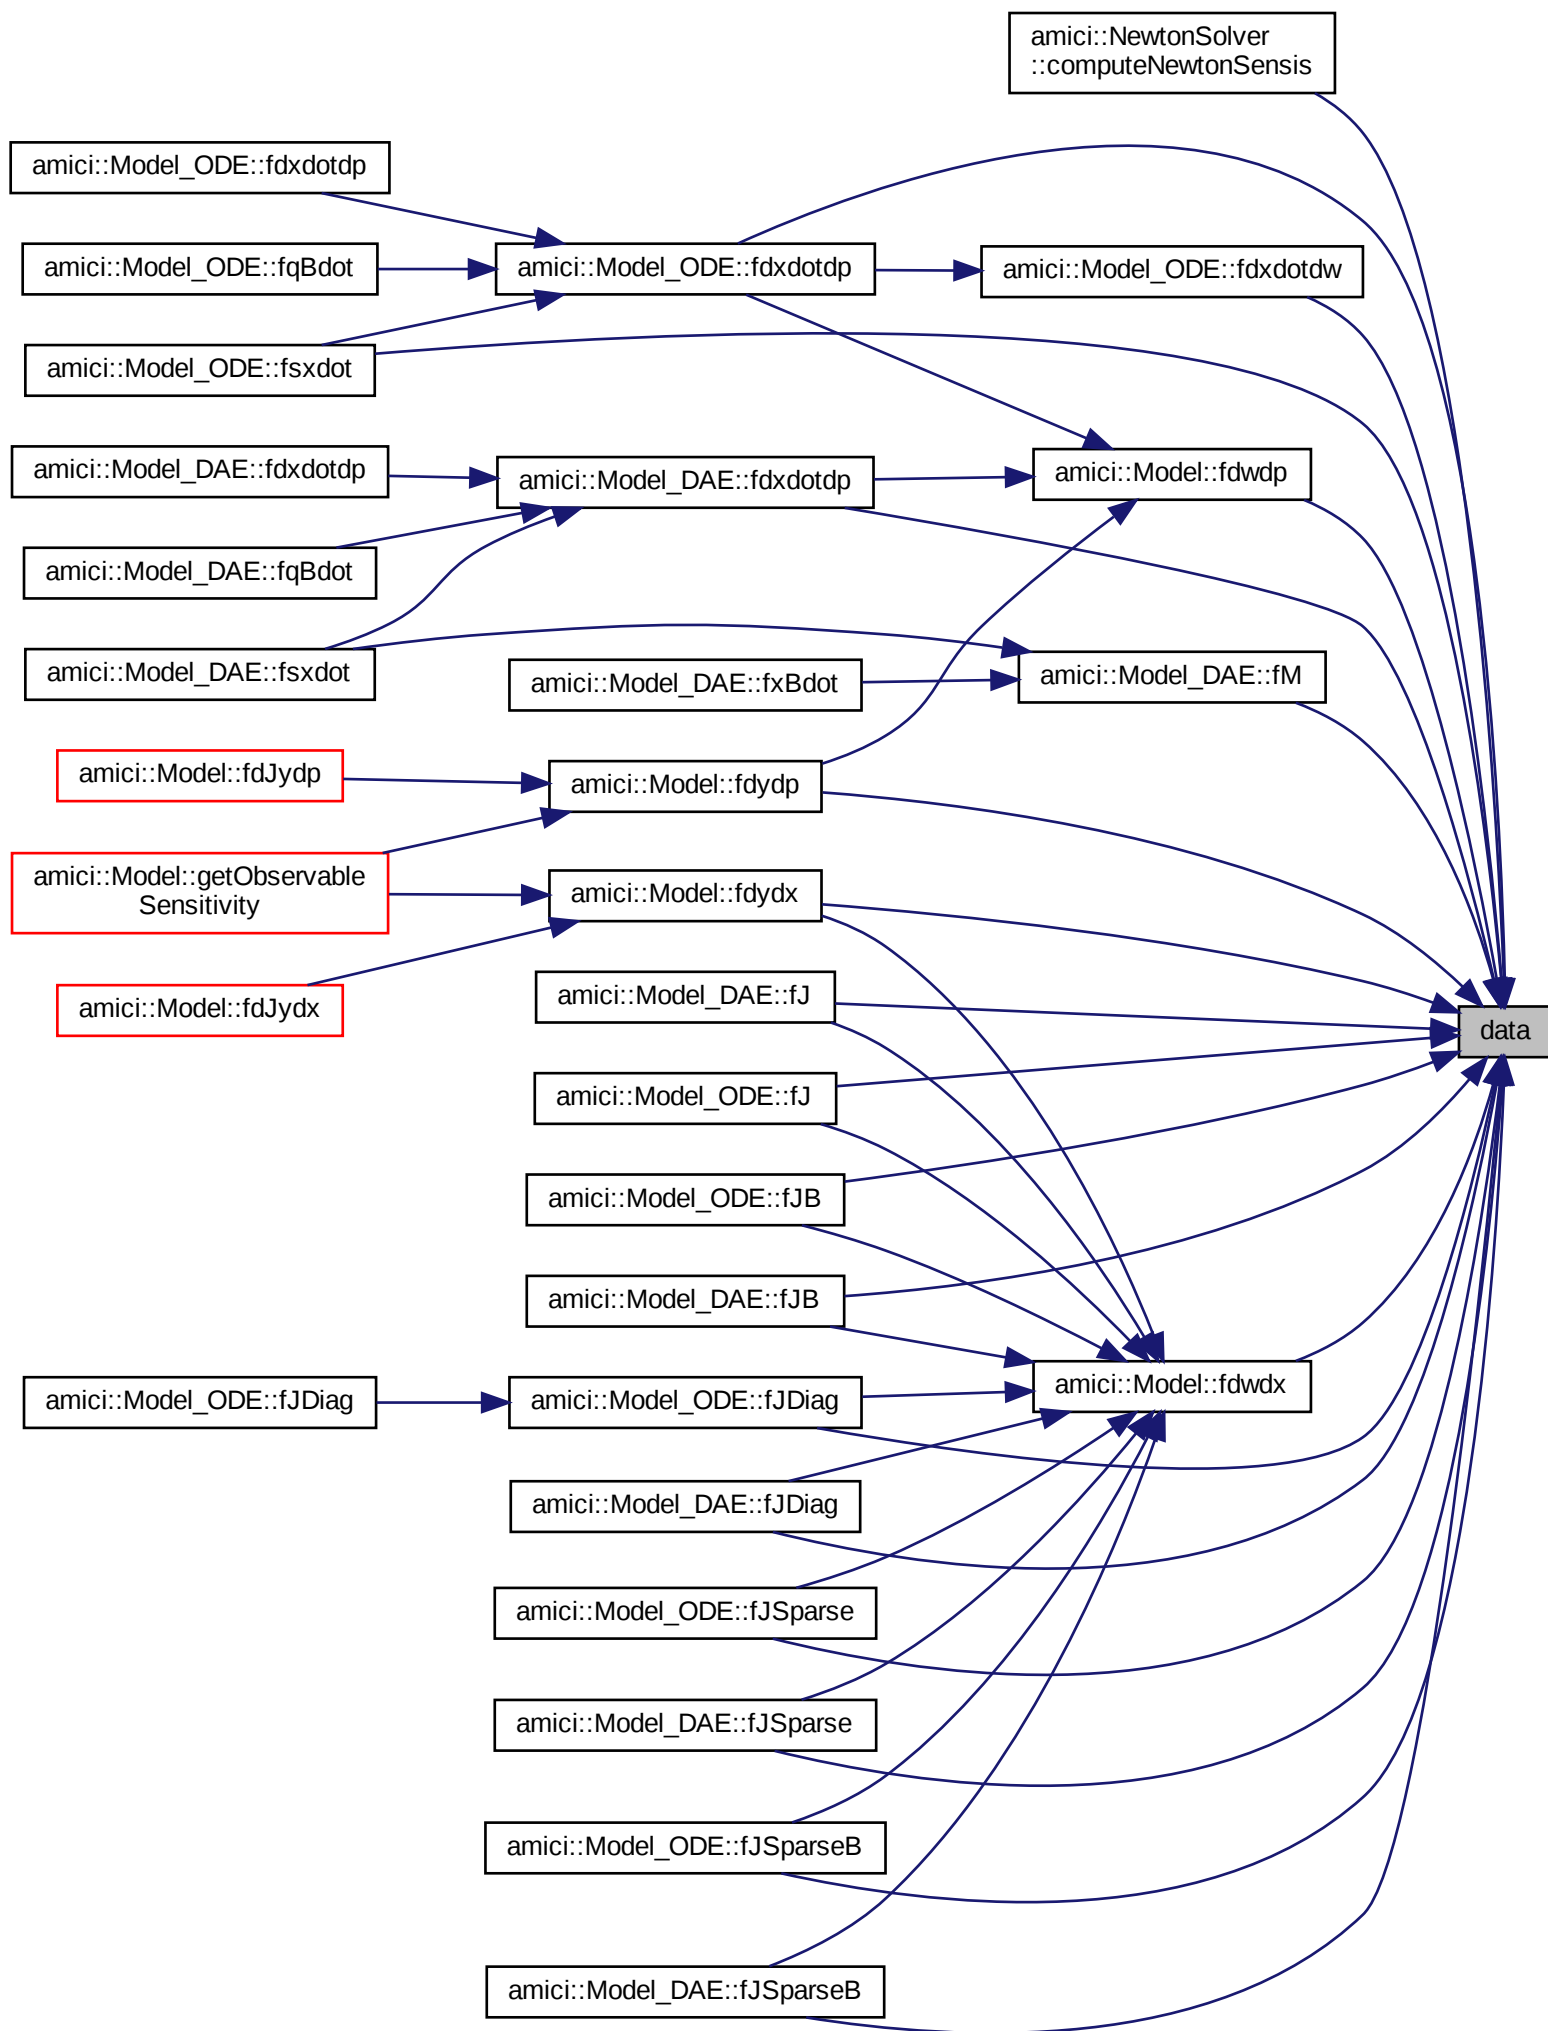 amici::NewtonSolver
::computeNewtonSensis
amici::Model_ODE::fdxdotdp
amici::Model_ODE::fqBdot
amici::Model_ODE::fdxdotdp
amici::Model_ODE::fdxdotdw
amici::Model_ODE::fsxdot
amici::Model_DAE::fdxdotdp
amici::Model_DAE::fdxdotdp
amici::Model::fdwdp
amici::Model_DAE::fqBdot
amici::Model_DAE::fsxdot
amici::Model_DAE::fxBdot
amici::Model_DAE::fM
amici::Model::fdJydp
amici::Model::fdydp
amici::Model::getObservable
Sensitivity
amici::Model::fdydx
amici::Model::fdJydx
amici::Model_DAE::fJ
data
amici::Model_ODE::fJ
amici::Model_ODE::fJB
amici::Model_DAE::fJB
amici::Model::fdwdx
amici::Model_ODE::fJDiag
amici::Model_ODE::fJDiag
amici::Model_DAE::fJDiag
amici::Model_ODE::fJSparse
amici::Model_DAE::fJSparse
amici::Model_ODE::fJSparseB
amici::Model_DAE::fJSparseB